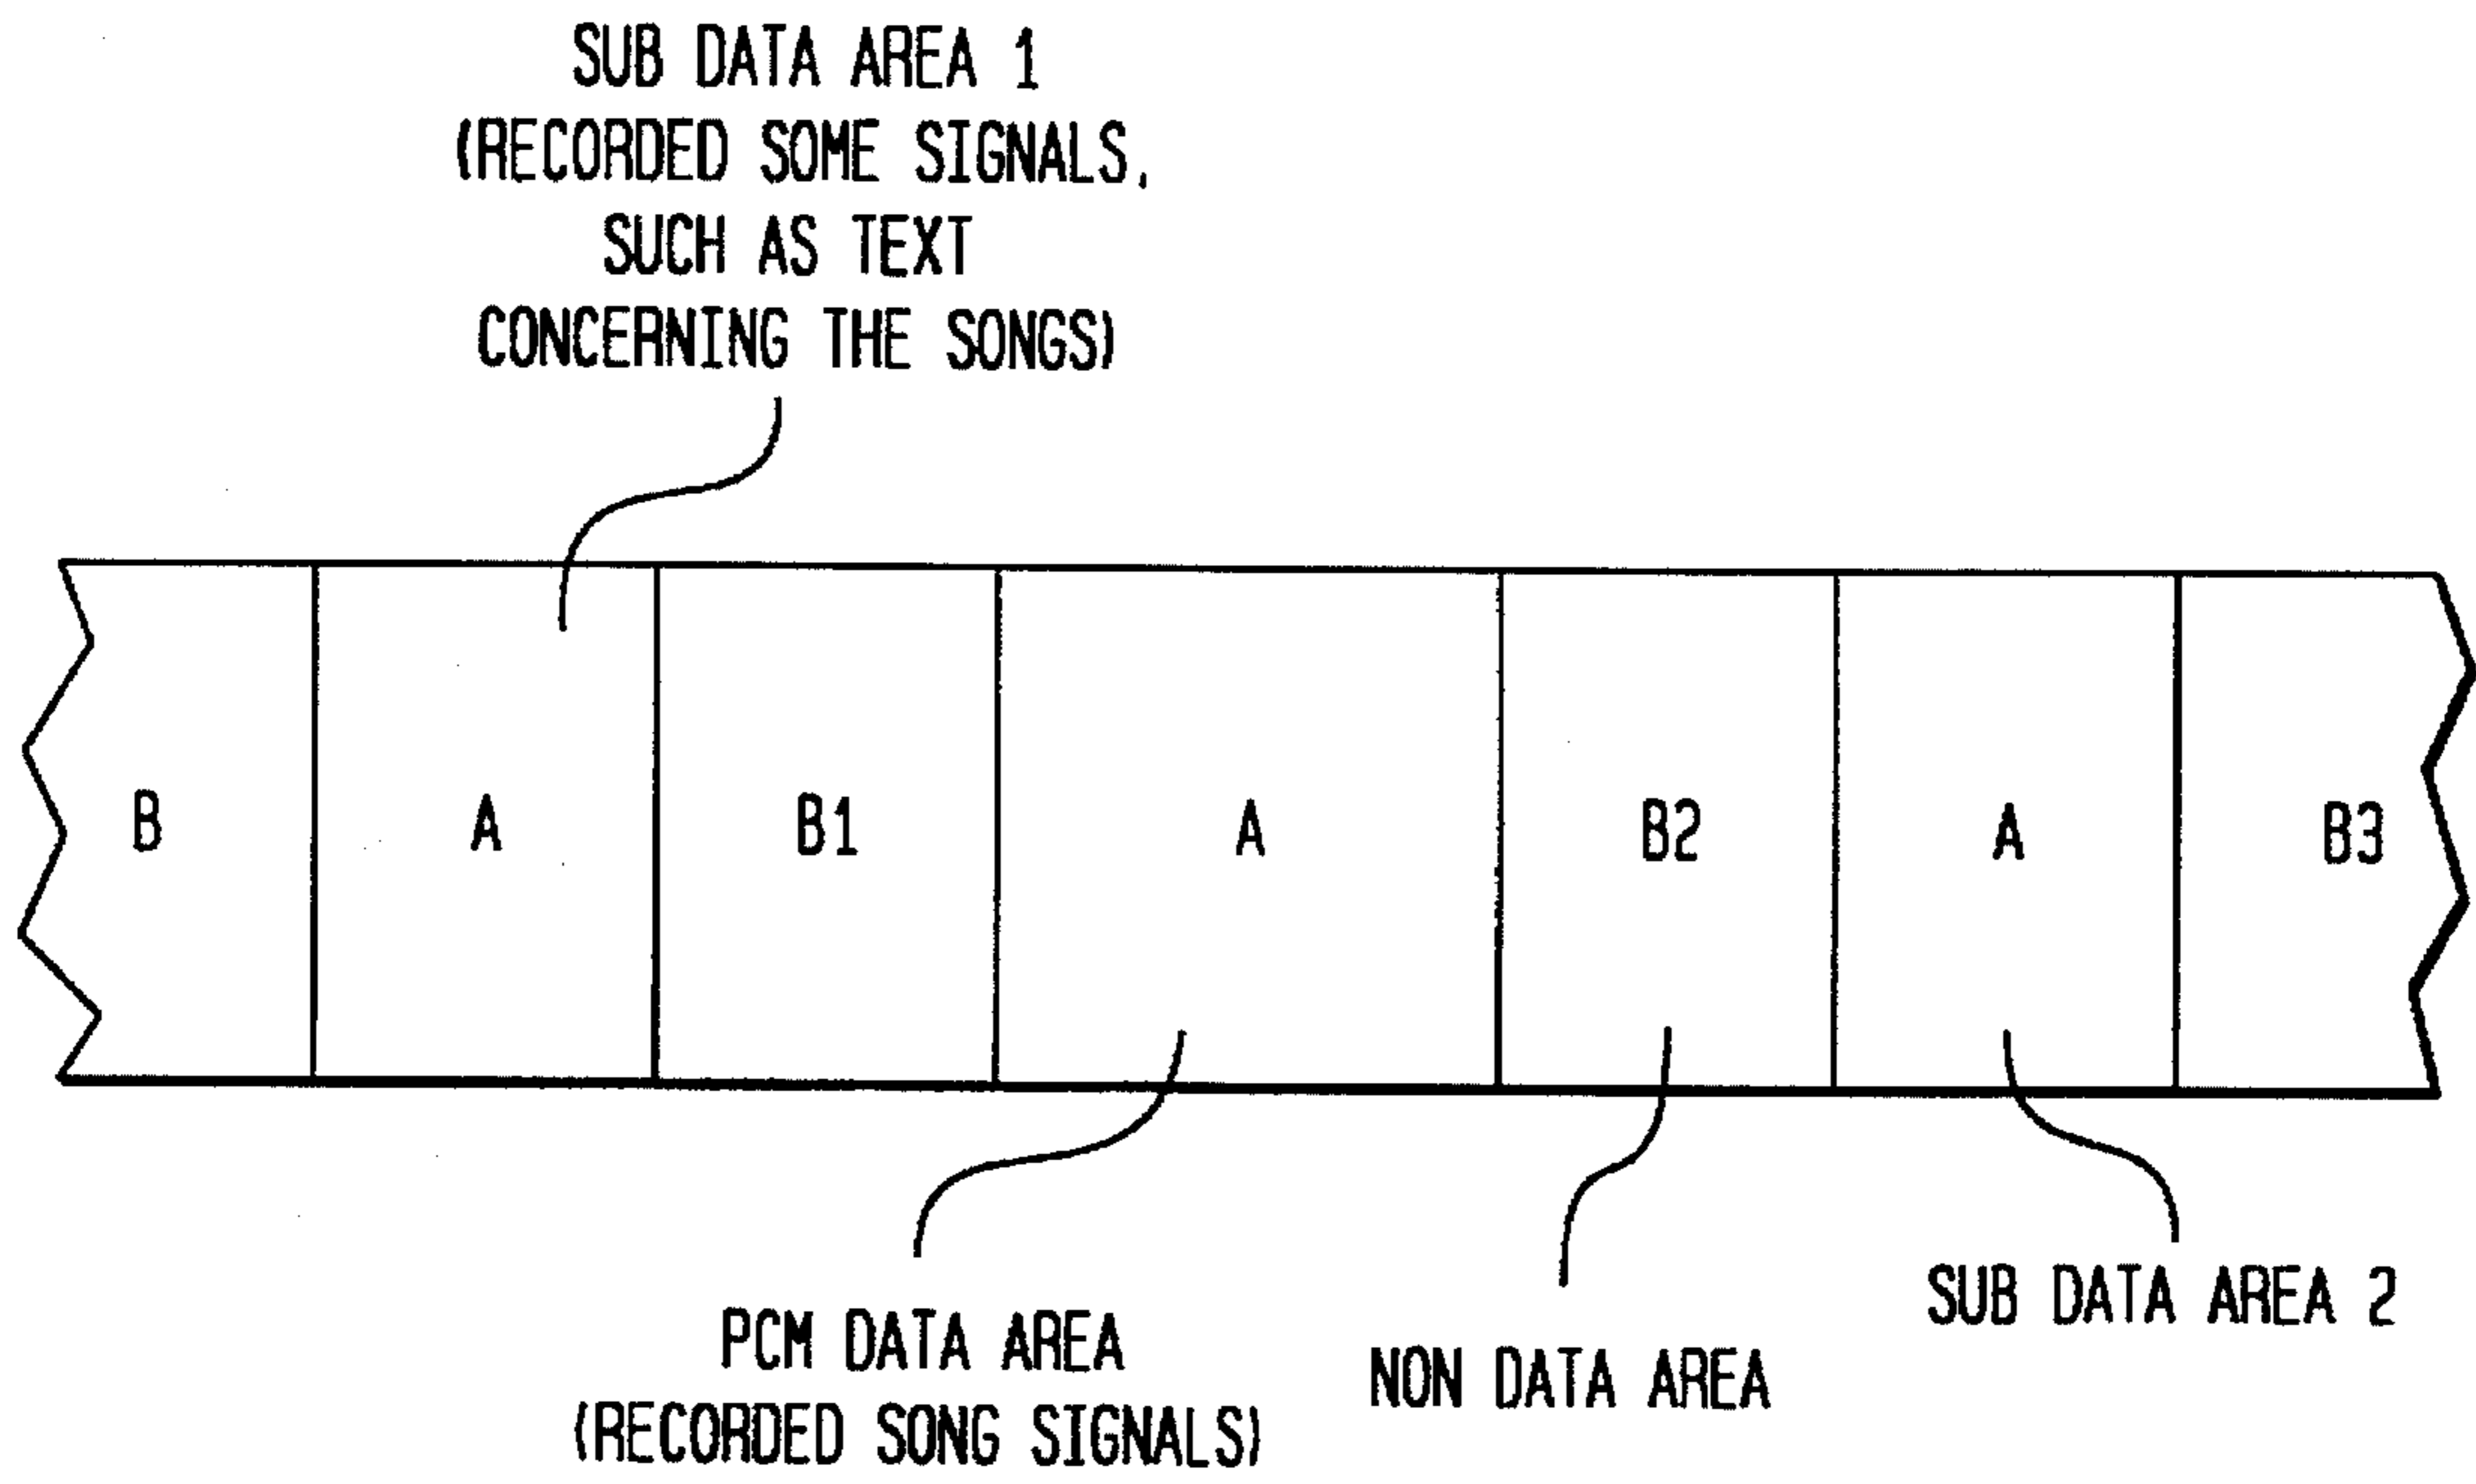 SUB DATA AREA 1
(RECORDED SOME SIGNALS,
SUCH AS TEXT
CONCERNING THE SONGS)
B
A
B1
A
B2
A
B3
PCM DATA AREA
(RECORDED SONG SIGNALS)
NON DATA AREA
SUB DATA AREA 2